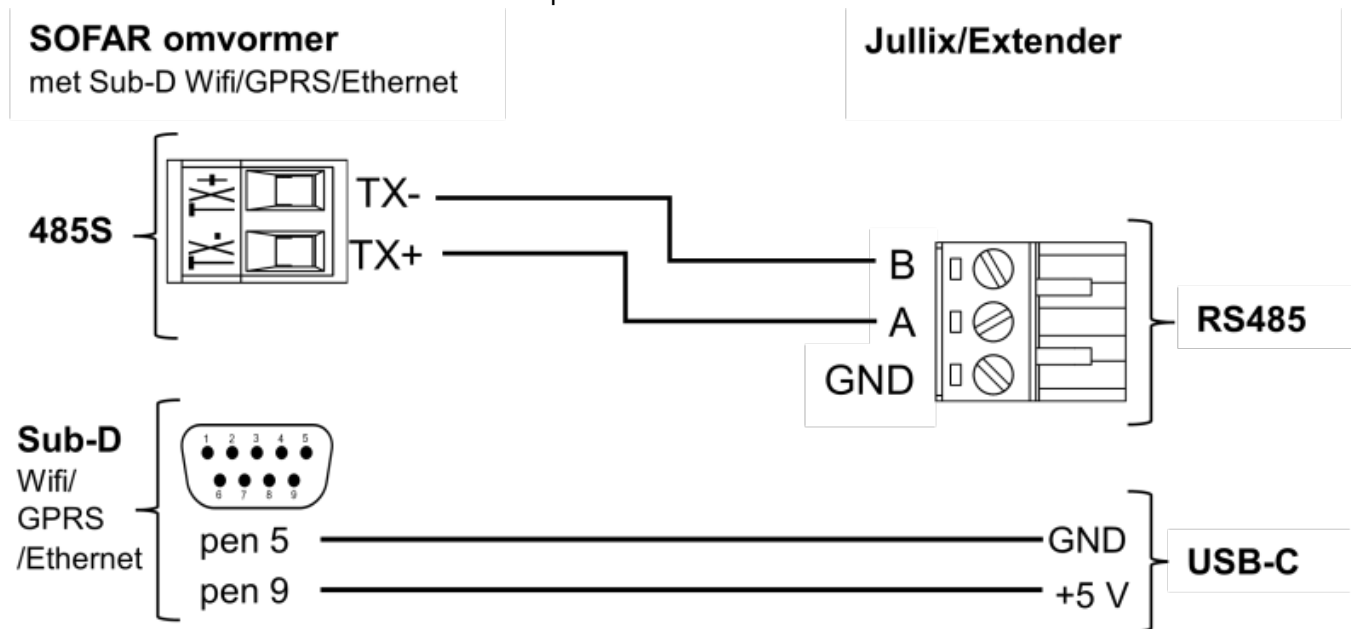 SOFAR omvormer
met Sub-D Wifi/GPRS/Ethernet
Jullix/Extender
485S
TX+
TX-
TX-
TX+
B
A
GND
RS485
Sub-D
Wifi/
GPRS
/Ethernet
1 2 3 4 5
6 7 8 9
pen 5
pen 9
GND
+5 V
USB-C